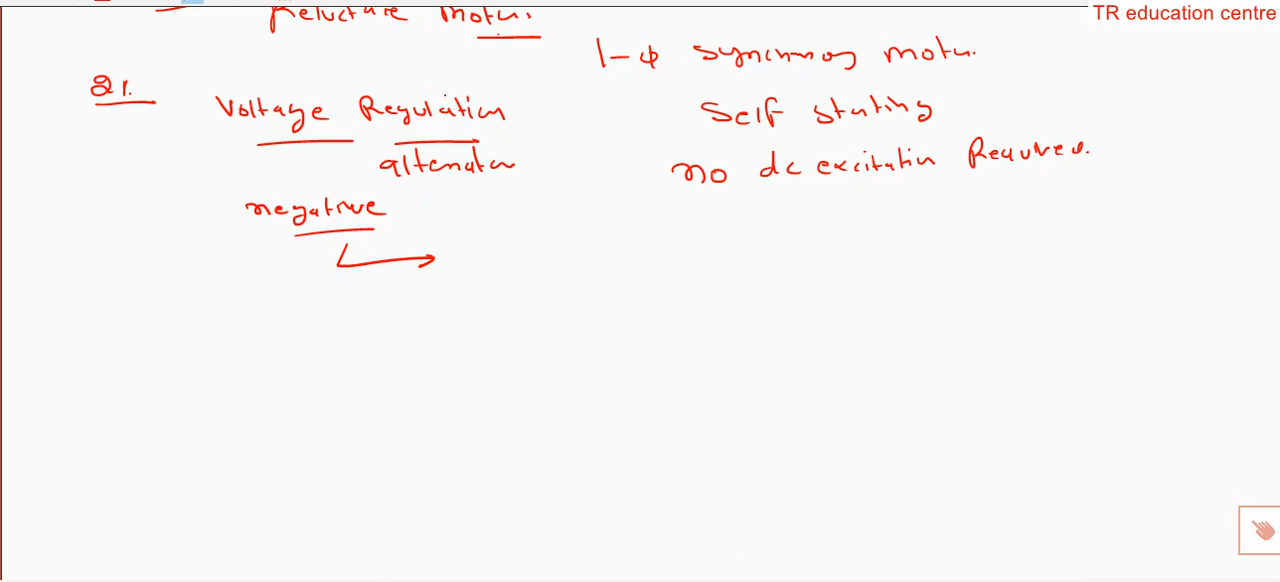 TR education centre
Reluctance motor.
1-φ synchronous motor.
Q1.
Voltage Regulation
self starting
alternator
no dc excitation Required.
negative